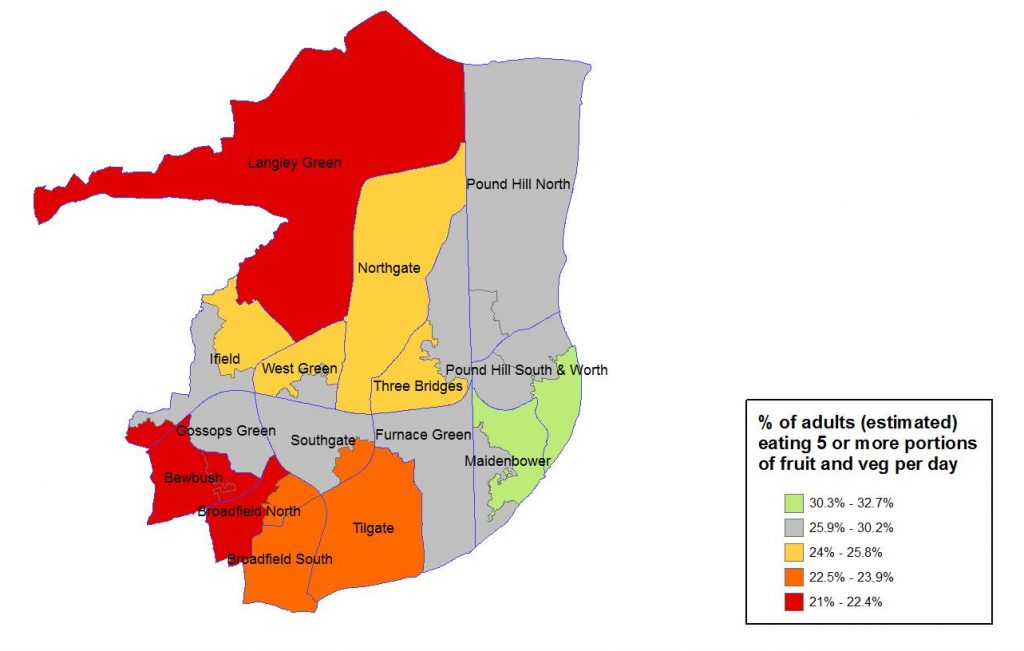 Langley Green
Pound Hill North
Northgate
Ifield
West Green
Pound Hill South & Worth
Three Bridges
Gossops Green
Southgate
Furnace Green
Maidenbower
Bewbush
Broadfield North
Tilgate
Broadfield South
% of adults (estimated)
eating 5 or more portions
of fruit and veg per day
30.3% - 32.7%
25.9% - 30.2%
24% - 25.8%
22.5% - 23.9%
21% - 22.4%